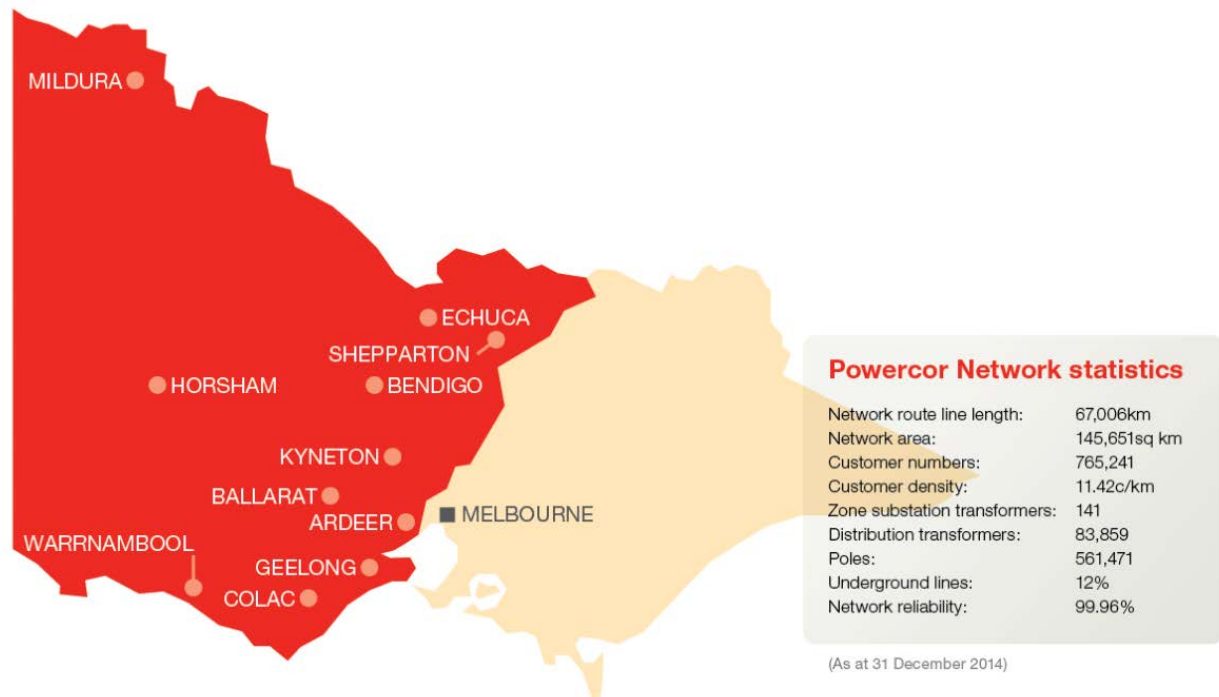 MILDURA
ECHUCA
SHEPPARTON
HORSHAM
BENDIGO
KYNETON
BALLARAT
ARDEER
MELBOURNE
WARRNAMBOOL
GEELONG
COLAC
Powercor Network statistics
Network route line length: 67,006km
Network area: 145,651sq km
Customer numbers: 765,241
Customer density: 11.42c/km
Zone substation transformers: 141
Distribution transformers: 83,859
Poles: 561,471
Underground lines: 12%
Network reliability: 99.96%
(As at 31 December 2014)